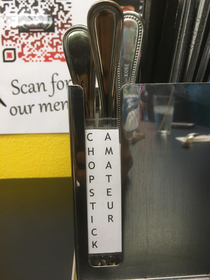 Scan for
our men
CHOPSTICK
AMATEUR